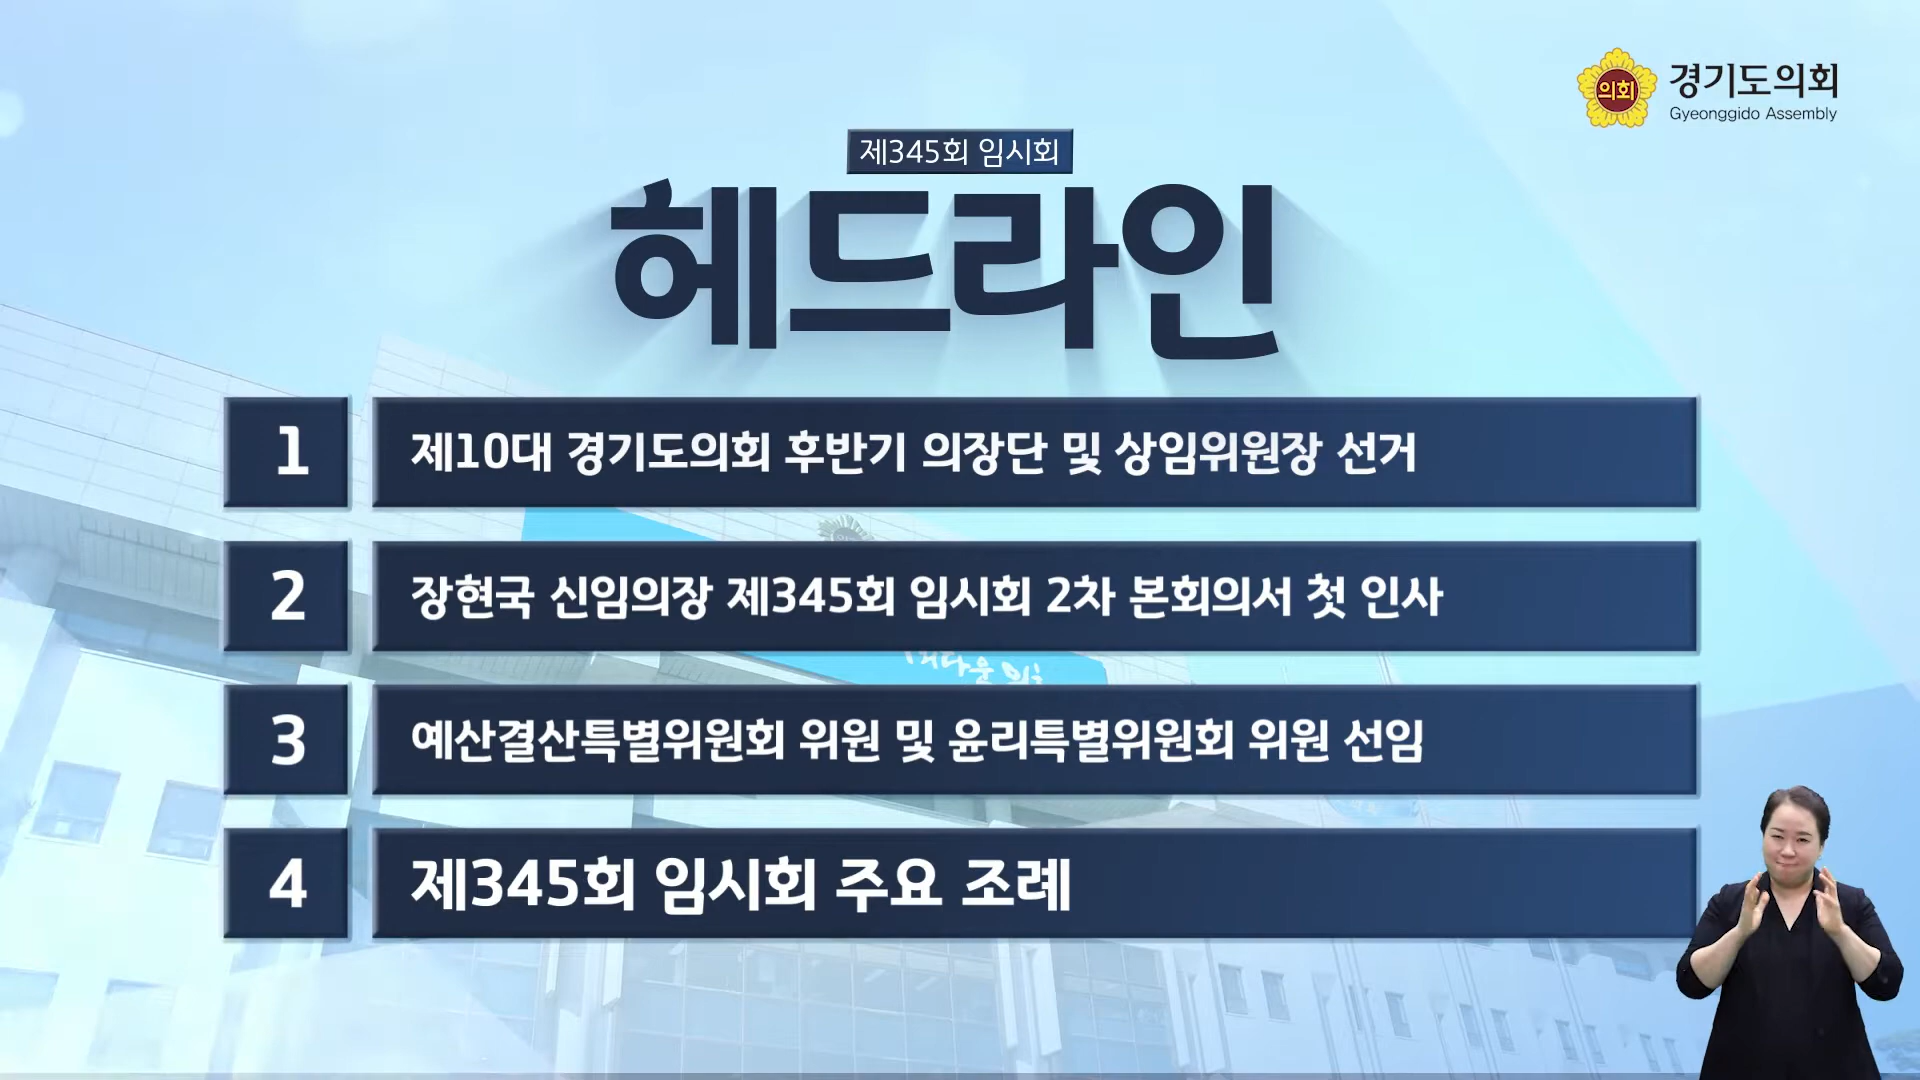 의회
경기도의회
Gyeonggido Assembly
제345회 임시회
헤드라인
1 제10대 경기도의회 후반기 의장단 및 상임위원장 선거
2 장현국 신임의장 제345회 임시회 2차 본회의서 첫 인사
3 예산결산특별위원회 위원 및 윤리특별위원회 위원 선임
4 제345회 임시회 주요 조례